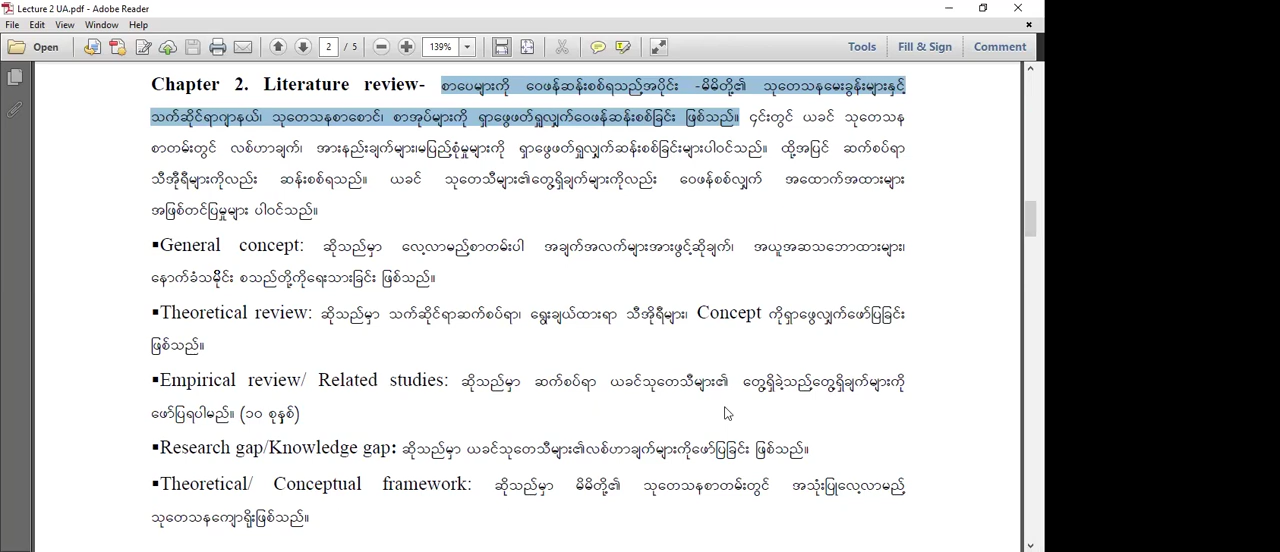 Lecture 2 UA.pdf - Adobe Reader
File Edit View Window Help
Open 2 / 5 139% Tools Fill & Sign Comment
Chapter 2. Literature review- စာပေများကို ဝေဖန်ဆန်းစစ်ရသည့်အပိုင်း -မိမိတို့၏ သုတေသနမေးခွန်းများနှင့်
သက်ဆိုင်ရာဂျာနယ်၊ သုတေသနစာစောင်၊ စာအုပ်များကို ရှာဖွေဖတ်ရှုလျှက်ဝေဖန်ဆန်းစစ်ခြင်း ဖြစ်သည်။ ၄င်းတွင် ယခင် သုတေသန
စာတမ်းတွင် လစ်ဟာချက်၊ အားနည်းချက်များ၊မပြည့်စုံမှုများကို ရှာဖွေဖတ်ရှုလျှက်ဆန်းစစ်ခြင်းများပါဝင်သည်။ ထို့အပြင် ဆက်စပ်ရာ
သီအိုရီများကိုလည်း ဆန်းစစ်ရသည်။ ယခင် သုတေသီများ၏တွေ့ရှိချက်များကိုလည်း ဝေဖန်စစ်လျှက် အထောက်အထားများ
အဖြစ်တင်ပြမှုများ ပါဝင်သည်။
▪General concept: ဆိုသည်မှာ လေ့လာမည့်စာတမ်းပါ အချက်အလက်များအားဖွင့်ဆိုချက်၊ အယူအဆသဘောထားများ၊
နောက်ခံသမိုင်း စသည်တို့ကိုရေးသားခြင်း ဖြစ်သည်။
▪Theoretical review: ဆိုသည်မှာ သက်ဆိုင်ရာဆက်စပ်ရာ၊ ရွေးချယ်ထားရာ သီအိုရီများ၊ Concept ကိုရှာဖွေလျှက်ဖော်ပြခြင်း
ဖြစ်သည်။
▪Empirical review/ Related studies: ဆိုသည်မှာ ဆက်စပ်ရာ ယခင်သုတေသီများ၏ တွေ့ရှိခဲ့သည့်တွေ့ရှိချက်များကို
ဖော်ပြရပါမည်။ (၁၀ စုနှစ်)
▪Research gap/Knowledge gap: ဆိုသည်မှာ ယခင်သုတေသီများ၏လစ်ဟာချက်များကိုဖော်ပြခြင်း ဖြစ်သည်။
▪Theoretical/ Conceptual framework: ဆိုသည်မှာ မိမိတို့၏ သုတေသနစာတမ်းတွင် အသုံးပြုလေ့လာမည့်
သုတေသနကျောရိုးဖြစ်သည်။